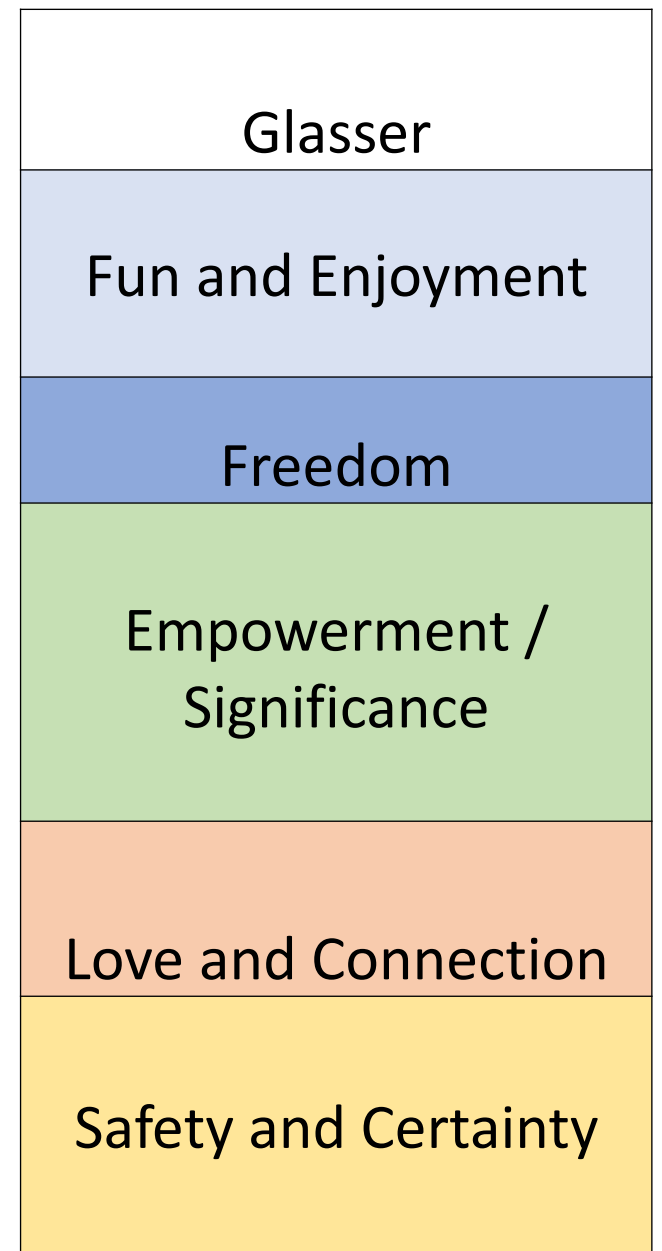 Glasser
Fun and Enjoyment
Freedom
Empowerment /
Significance
Love and Connection
Safety and Certainty